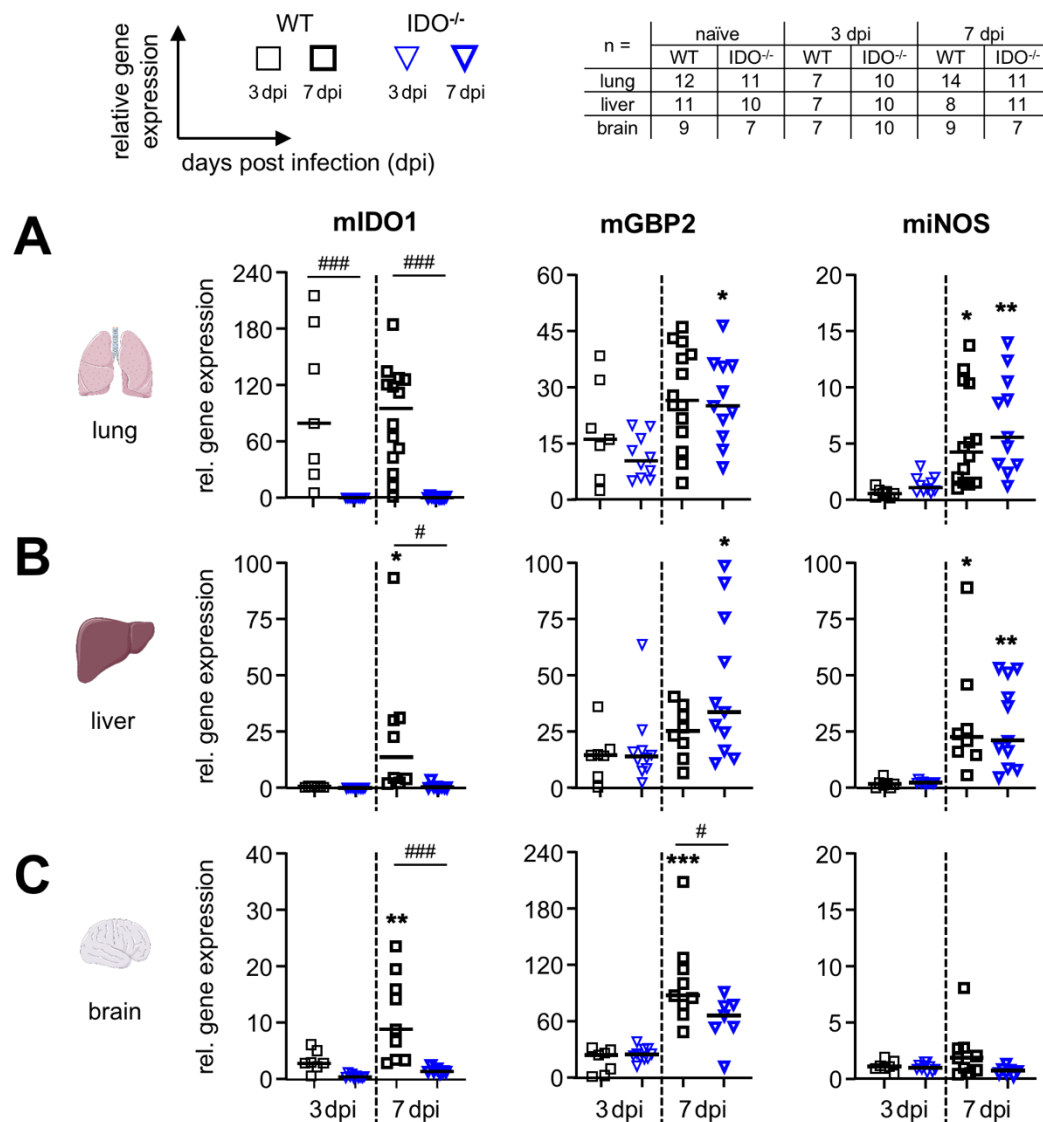 relative gene
expression
WT
IDO-/-
3 dpi 7 dpi 3 dpi 7 dpi
days post infection (dpi)
n = naïve 3 dpi 7 dpi
WT IDO-/- WT IDO-/- WT IDO-/-
lung 12 11 7 10 14 11
liver 11 10 7 10 8 11
brain 9 7 7 10 9 7
A
mIDO1 mGBP2 miNOS
lung
rel. gene expression
240
180
120
60
0
### ###
60
45
30
15
0
*
20
15
10
5
0
* **
B
liver
rel. gene expression
100
75
50
25
0
* #
100
75
50
25
0
*
100
75
50
25
0
* **
C
brain
rel. gene expression
40
30
20
10
0
** ###
3 dpi 7 dpi
240
180
120
60
0
*** #
3 dpi 7 dpi
20
15
10
5
0
3 dpi 7 dpi